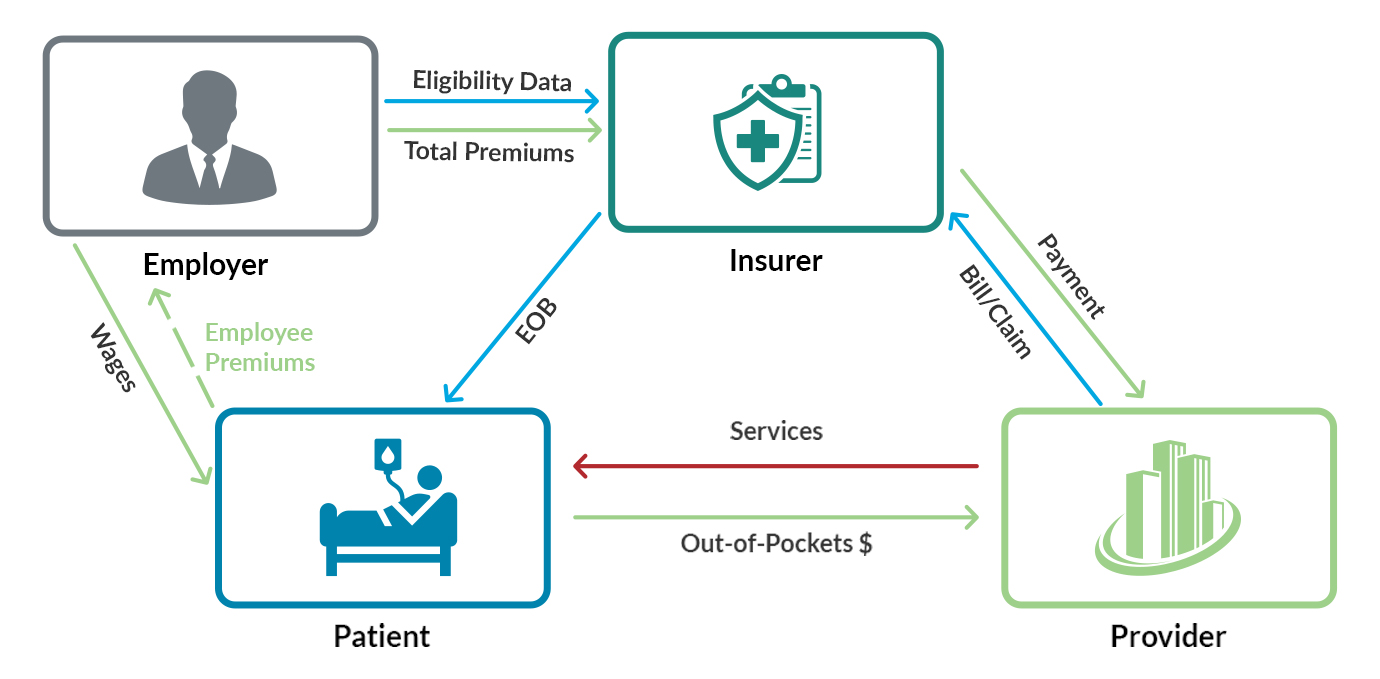 Eligibility Data
Total Premiums
Employer
Insurer
Payment
Bill/Claim
EOB
Wages
Employee
Premiums
Services
Out-of-Pockets $
Patient
Provider